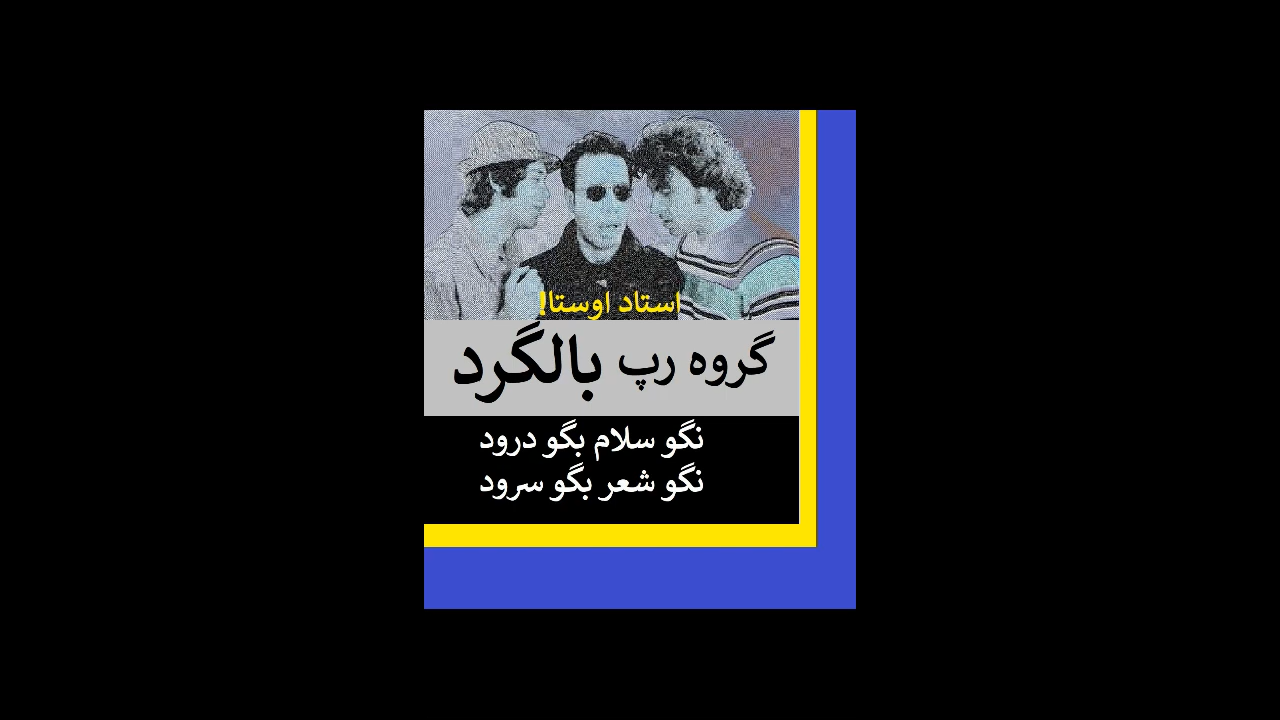 استاد اوستا!
گروه رپ بالگرد
نگو سلام بگو درود
نگو شعر بگو سرود